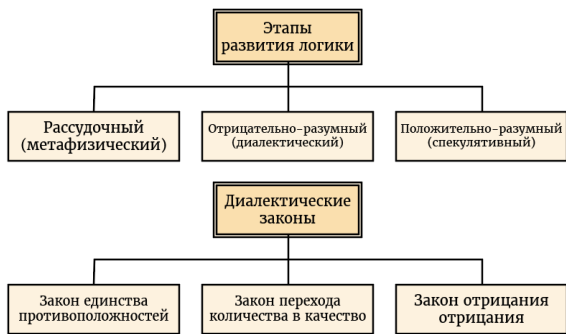 Этапы
развития логики
Рассудочный
(метафизический)
Отрицательно-разумный
(диалектический)
Положительно-разумный
(спекулятивный)
Диалектические
законы
Закон единства
противоположностей
Закон перехода
количества в качество
Закон отрицания
отрицания